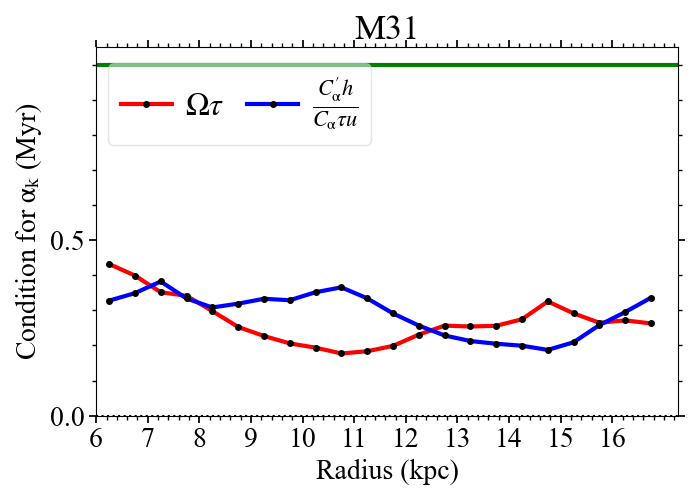 M31
Ωτ
C′αh / Cατu
Condition for αk (Myr)
0.5
0.0
6 7 8 9 10 11 12 13 14 15 16
Radius (kpc)